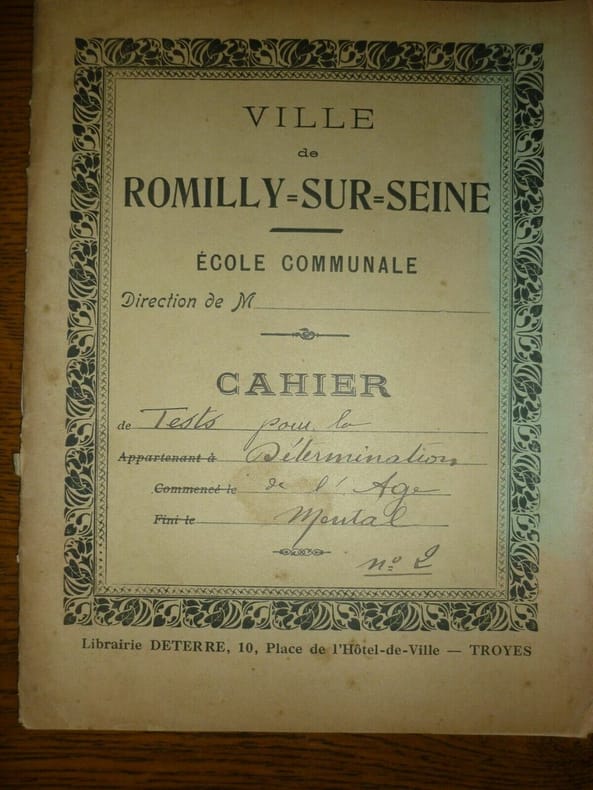 VILLE
de
ROMILLY=SUR=SEINE
ÉCOLE COMMUNALE
Direction de M
CAHIER
de Tests pour la
Appartenant à Détermination
Commencé le de l'Age
Fini le Mental
nº 2
Librairie DETERRE, 10, Place de l'Hôtel-de-Ville — TROYES